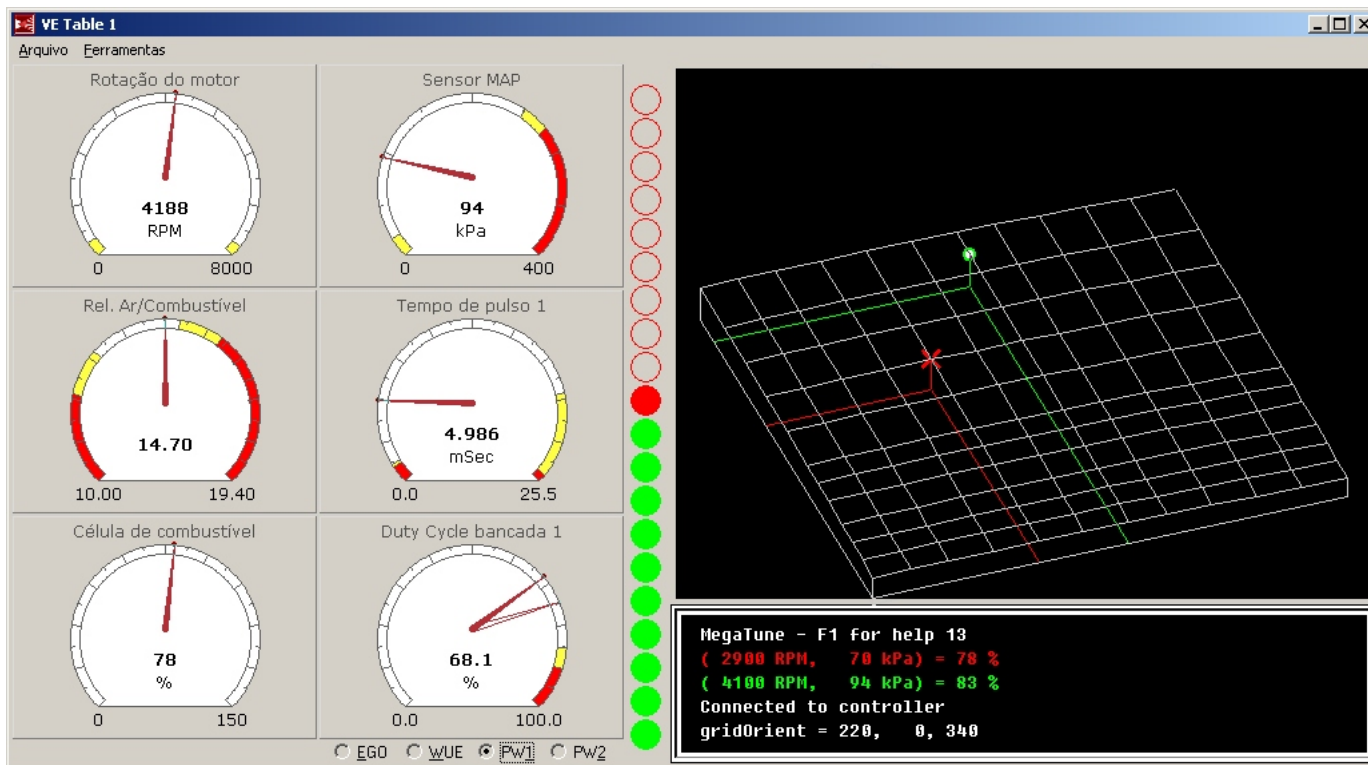 VE Table 1
Arquivo Ferramentas
Rotação do motor
4188
RPM
0 8000
Sensor MAP
94
kPa
0 400
Rel. Ar/Combustível
14.70
10.00 19.40
Tempo de pulso 1
4.986
mSec
0.0 25.5
Célula de combustível
78
%
0 150
Duty Cycle bancada 1
68.1
%
0.0 100.0
EGO WUE PW1 PW2
MegaTune - F1 for help 13
( 2900 RPM, 70 kPa) = 78 %
( 4100 RPM, 94 kPa) = 83 %
Connected to controller
gridOrient = 220, 0, 340